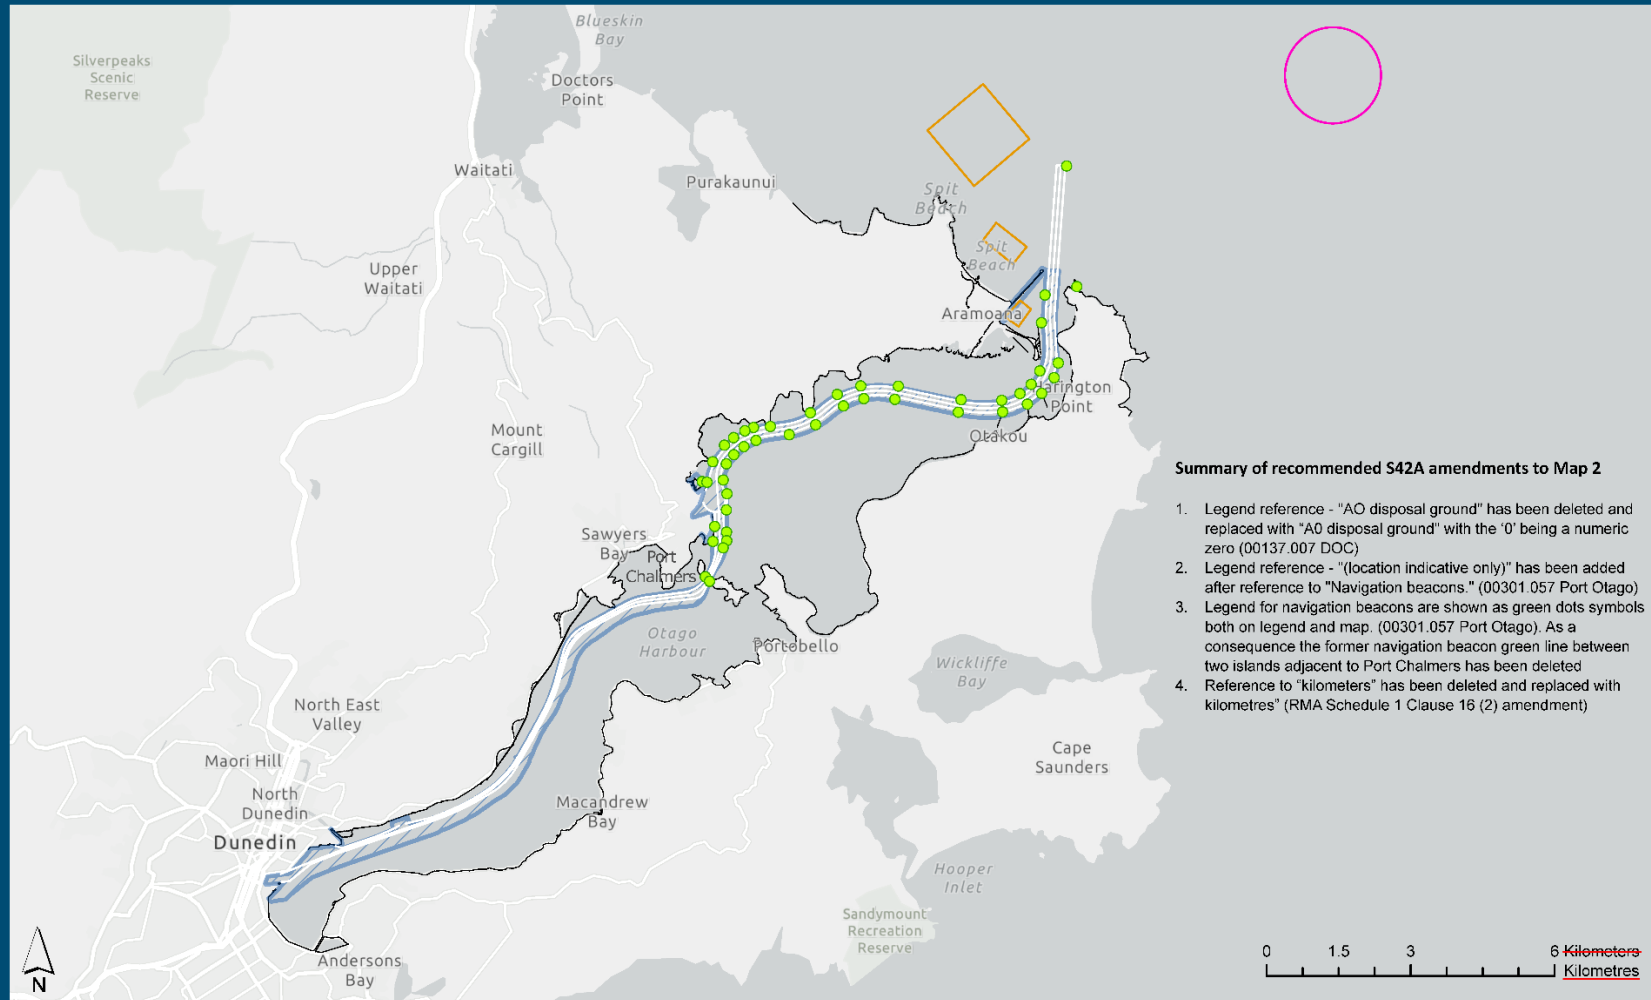 Blueskin
Bay
Silverpeaks
Scenic
Reserve
Doctors
Point
Waitati
Purakaunui
Spit
Beach
Spit
Beach
Upper
Waitati
Aramoana
Harington
Point
Mount
Cargill
Otakou
Summary of recommended S42A amendments to Map 2
1. Legend reference - "AO disposal ground" has been deleted and
replaced with "A0 disposal ground" with the '0' being a numeric
zero (00137.007 DOC)
2. Legend reference - "(location indicative only)" has been added
after reference to "Navigation beacons." (00301.057 Port Otago)
3. Legend for navigation beacons are shown as green dots symbols
both on legend and map. (00301.057 Port Otago). As a
consequence the former navigation beacon green line between
two islands adjacent to Port Chalmers has been deleted
4. Reference to "kilometers" has been deleted and replaced with
kilometres" (RMA Schedule 1 Clause 16 (2) amendment)
Sawyers
Bay
Port
Chalmers
Otago
Harbour
Portobello
Wickliffe
Bay
North East
Valley
Cape
Saunders
Maori Hill
North
Dunedin
Macandrew
Bay
Dunedin
Hooper
Inlet
Sandymount
Recreation
Reserve
Andersons
Bay
N
0 1.5 3 6 Kilometers
Kilometres